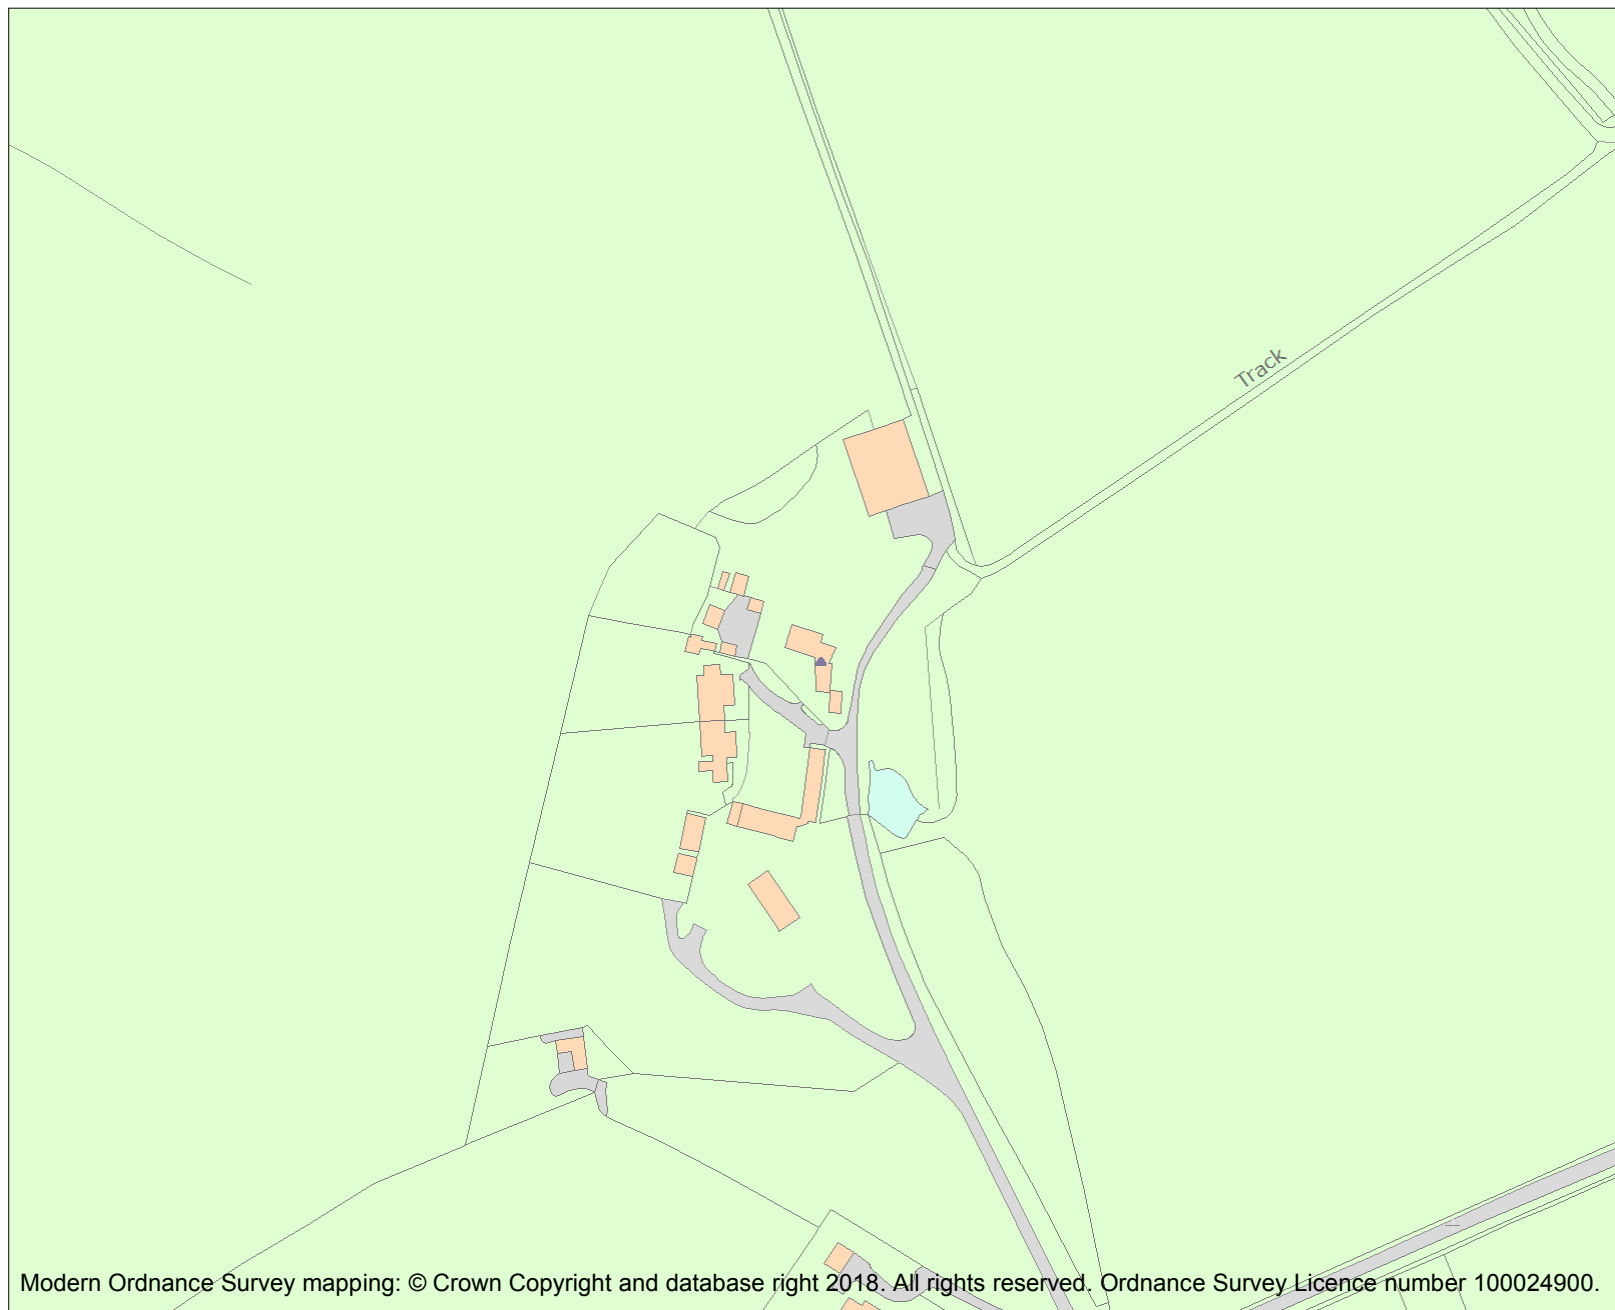 Track
Modern Ordnance Survey mapping: © Crown Copyright and database right 2018. All rights reserved. Ordnance Survey Licence number 100024900.